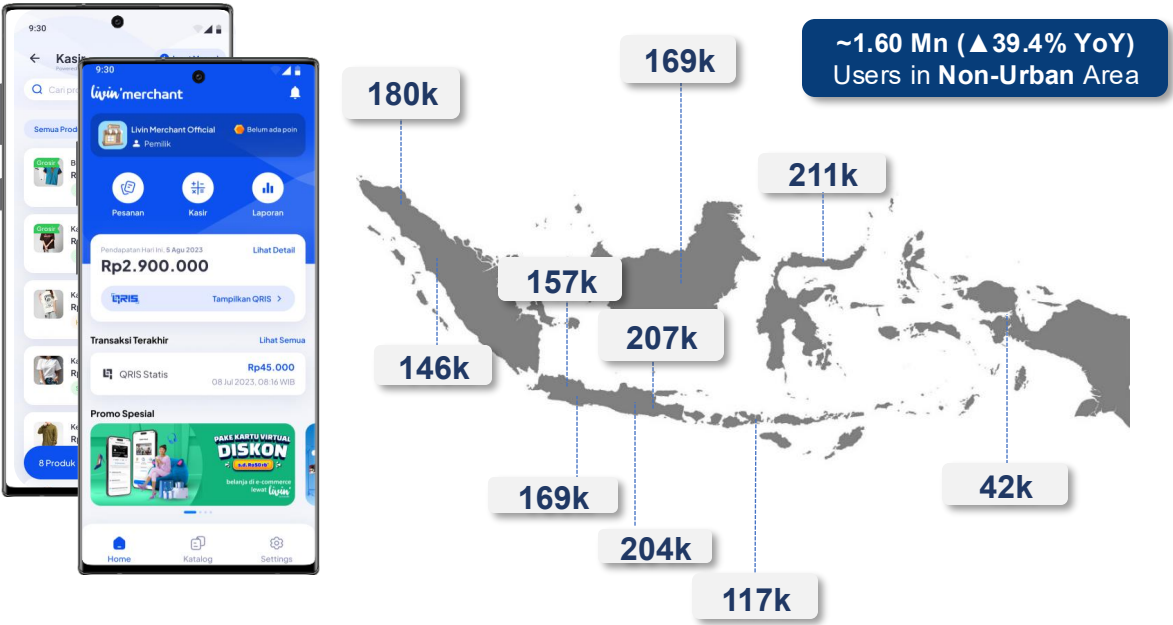 9:30
Kasir
Cari pro
Semua Prod
Grosir
Grosir
8 Produk
9:30
livin' merchant
Livin Merchant Official
Belum ada poin
Pemilik
Pesanan
Kasir
Laporan
Pendapatan Hari Ini, 5 Agu 2023
Lihat Detail
Rp2.900.000
QRIS
Tampilkan QRIS >
Transaksi Terakhir
Lihat Semua
QRIS Statis
Rp45.000
08 Jul 2023, 08:16 WIB
Promo Spesial
PAKE KARTU VIRTUAL
DISKON
belanja di e-commerce
lewat livin'
Home
Katalog
Settings
~1.60 Mn (▲39.4% YoY)
Users in Non-Urban Area
180k
169k
211k
157k
207k
146k
169k
204k
117k
42k